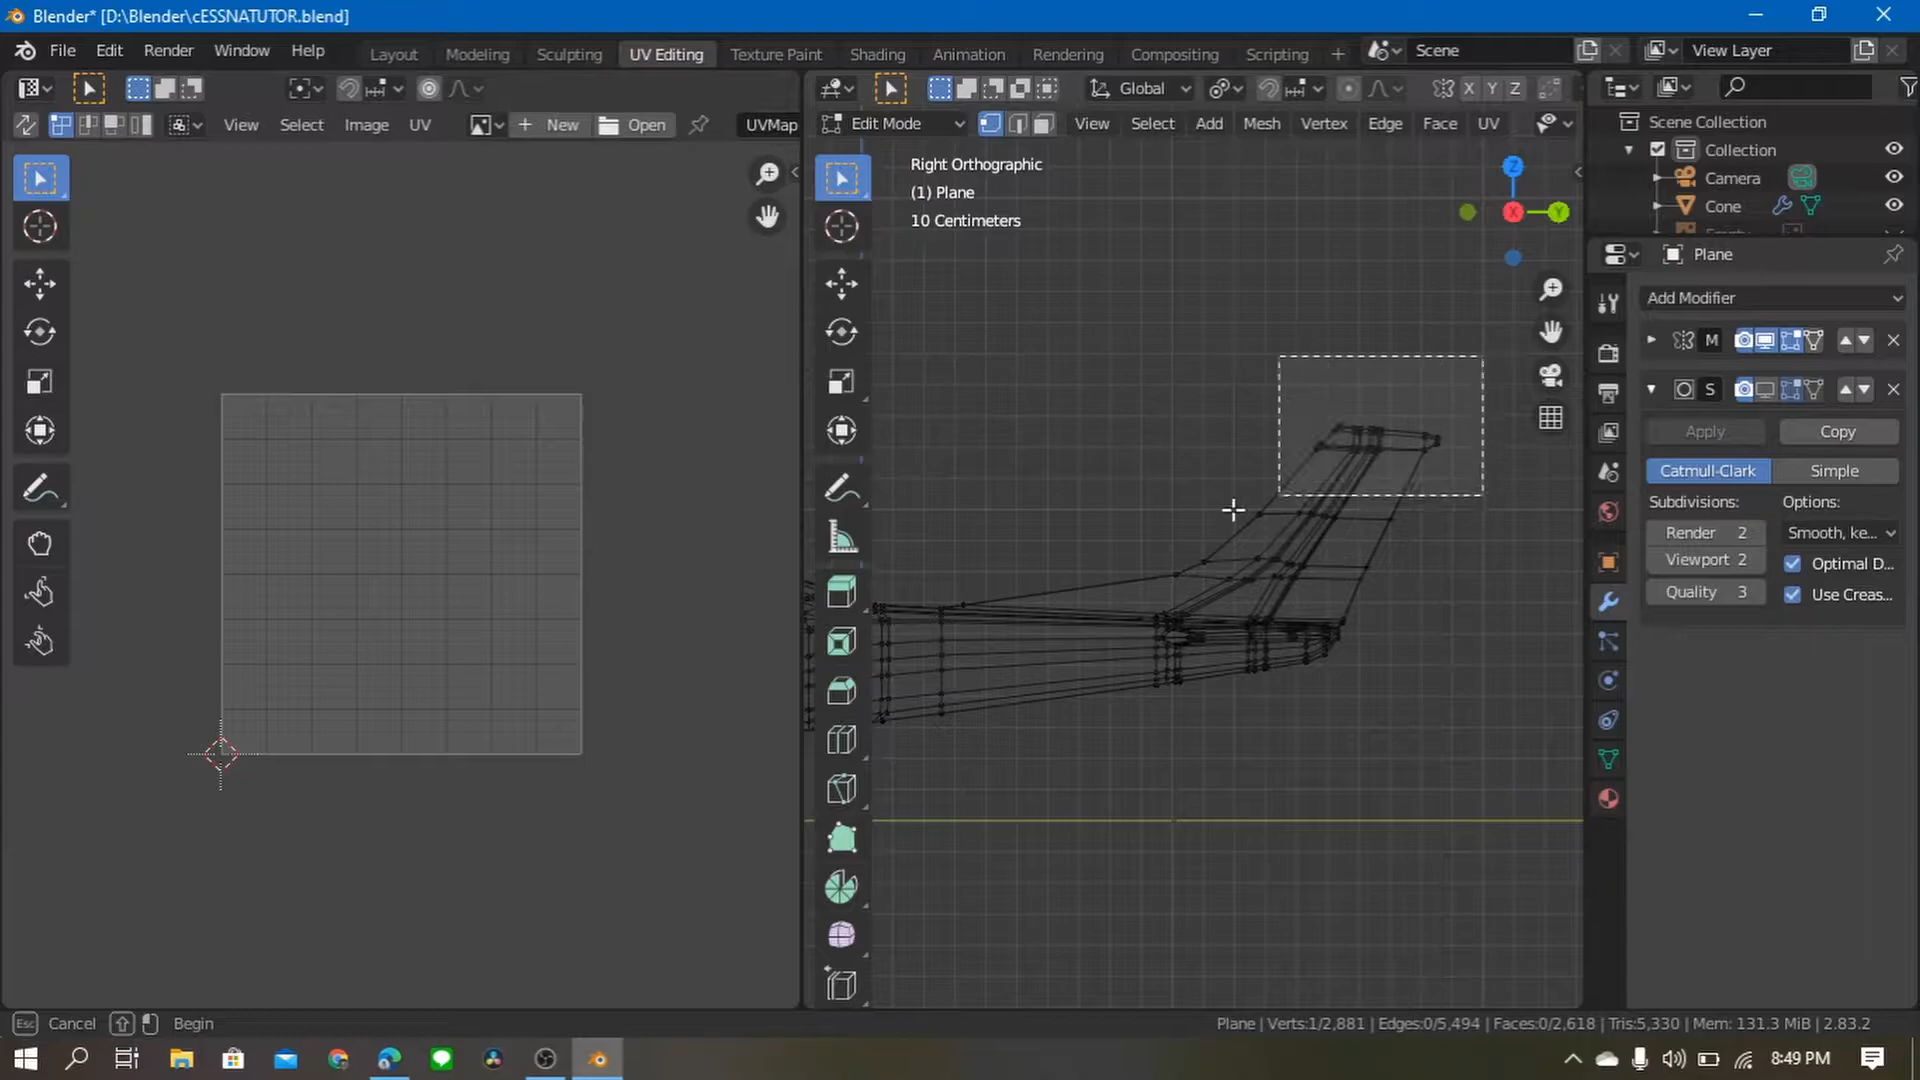 Blender* [D:\Blender\cESSNATUTOR.blend]
File Edit Render Window Help
Layout Modeling Sculpting UV Editing Texture Paint Shading Animation Rendering Compositing Scripting +
Scene
View Layer
Global
X Y Z
View Select Image UV
+ New
Open
UVMap
Edit Mode
View Select Add Mesh Vertex Edge Face UV
Scene Collection
Collection
Camera
Cone
Right Orthographic
(1) Plane
10 Centimeters
Z
X
Y
Plane
Add Modifier
M
S
Apply Copy
Catmull-Clark Simple
Subdivisions: Options:
Render 2 Smooth, ke...
Viewport 2 Optimal D...
Quality 3 Use Creas...
Esc Cancel Begin
Plane | Verts:1/2,881 | Edges:0/5,494 | Faces:0/2,618 | Tris:5,330 | Mem: 131.3 MiB | 2.83.2
8:49 PM